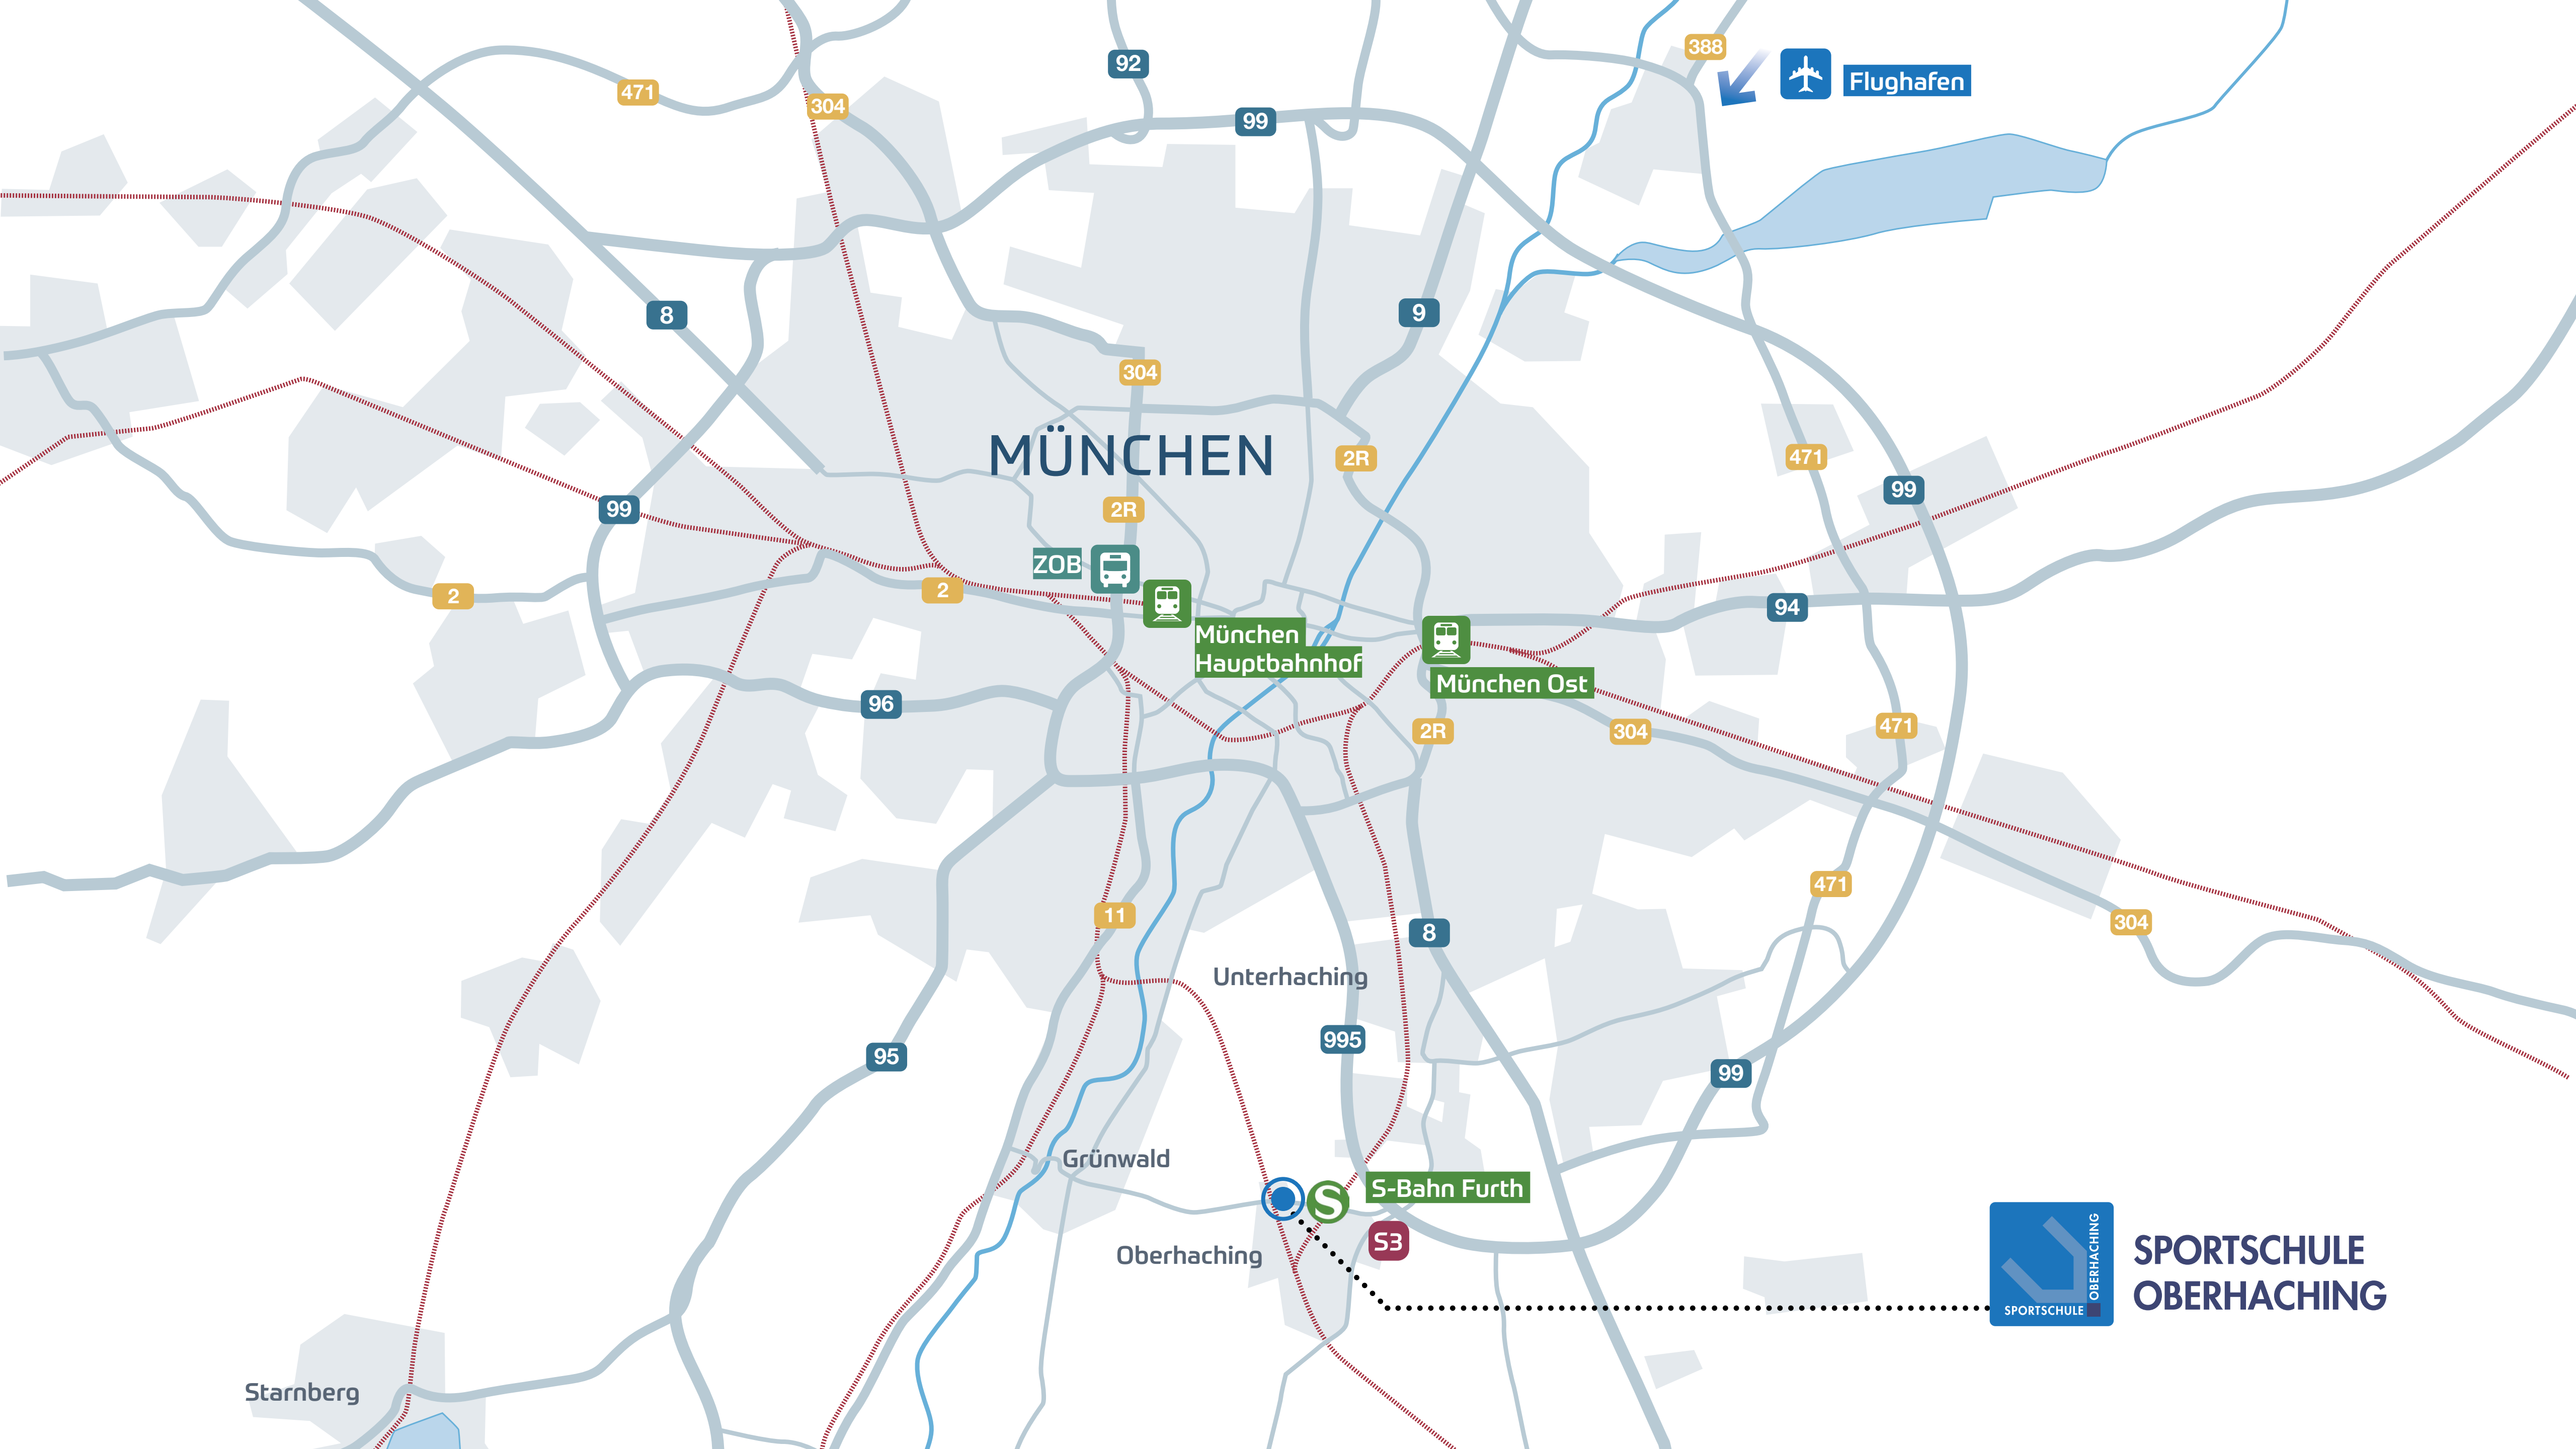 388
Flughafen
92
471
304
99
8
9
304
MÜNCHEN
2R
471
99
2R
99
ZOB
2
2
94
München
Hauptbahnhof
München Ost
96
2R
304
471
471
11
304
8
Unterhaching
995
95
99
Grünwald
S-Bahn Furth
S
S3
Oberhaching
SPORTSCHULE
OBERHACHING
SPORTSCHULE
OBERHACHING
Starnberg